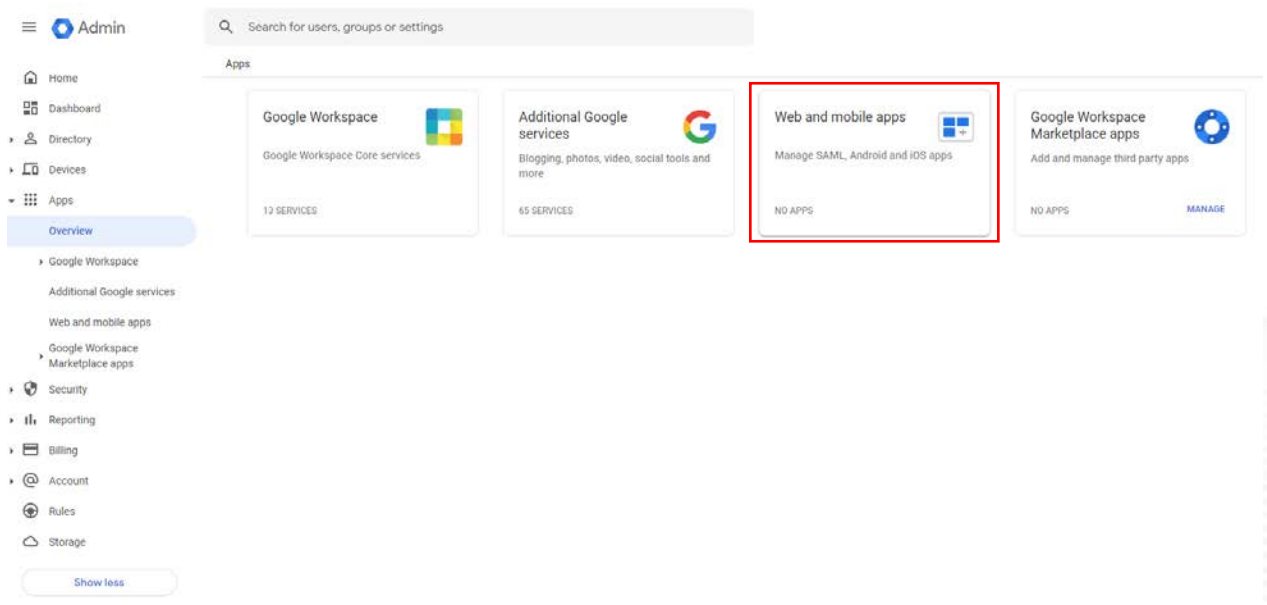 Admin
Search for users, groups or settings
Apps
Home
Dashboard
Directory
Devices
Apps
Overview
Google Workspace
Additional Google services
Web and mobile apps
Google Workspace
Marketplace apps
Security
Reporting
Billing
Account
Rules
Storage
Show less
Google Workspace
Google Workspace Core services
13 SERVICES
Additional Google
services
Blogging, photos, video, social tools and
more
65 SERVICES
Web and mobile apps
Manage SAML, Android and iOS apps
NO APPS
Google Workspace
Marketplace apps
Add and manage third party apps
NO APPS
MANAGE